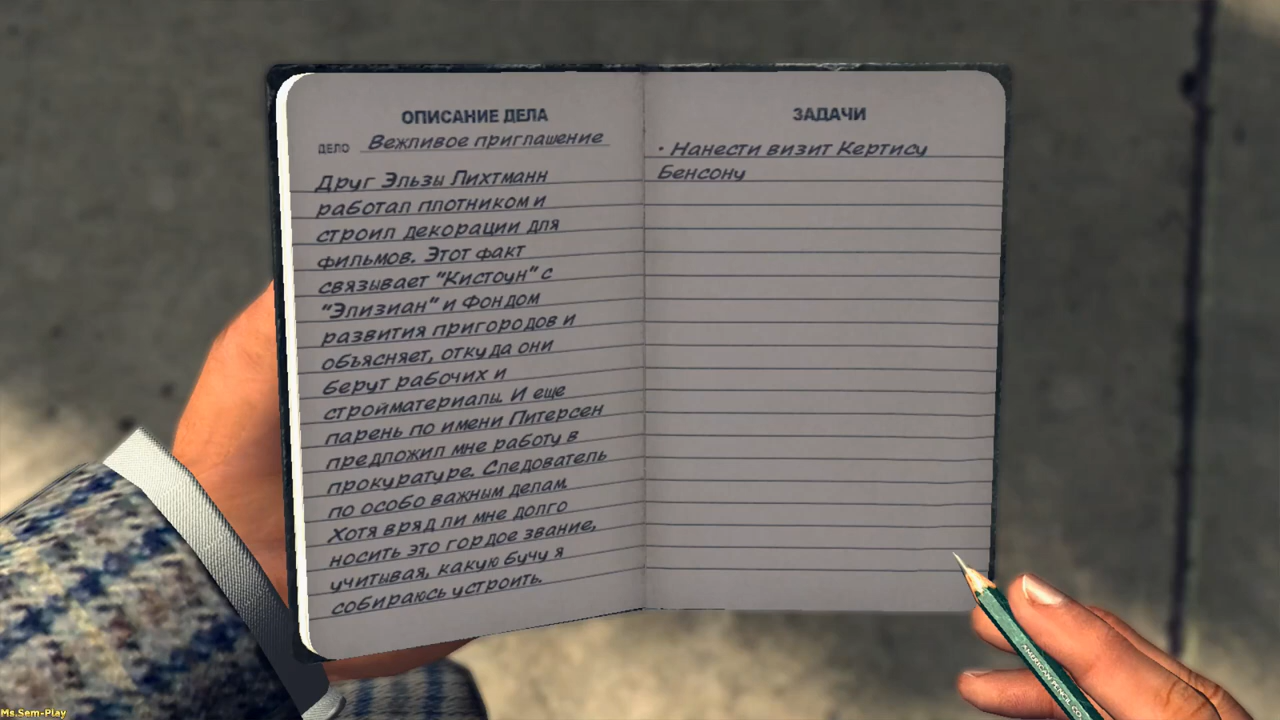 ОПИСАНИЕ ДЕЛА
ДЕЛО Вежливое приглашение
Друг Эльзы Лихтманн
работал плотником и
строил декорации для
фильмов. Этот факт
связывает "Кистоун" с
"Элизиан" и Фондом
развития пригородов и
объясняет, откуда они
берут рабочих и
стройматериалы. И еще
парень по имени Питерсен
предложил мне работу в
прокуратуре. Следователь
по особо важным делам.
Хотя вряд ли мне долго
носить это гордое звание,
учитывая, какую бучу я
собираюсь устроить.
ЗАДАЧИ
• Нанести визит Кертису
Бенсону
AMERICAN PENCIL CO
Ms.Sem-Play